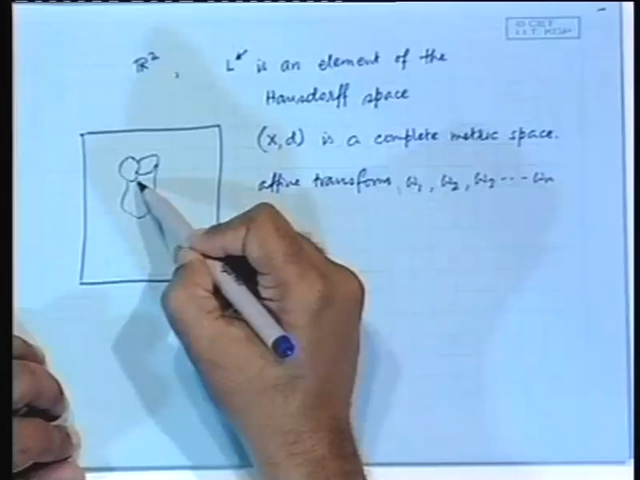 © CET
I.I.T. KGP
ℝ², L* is an element of the
Hausdorff space
(X, d) is a complete metric space.
affine transforms, ω₁, ω₂, ω₃ ··· ωₙ